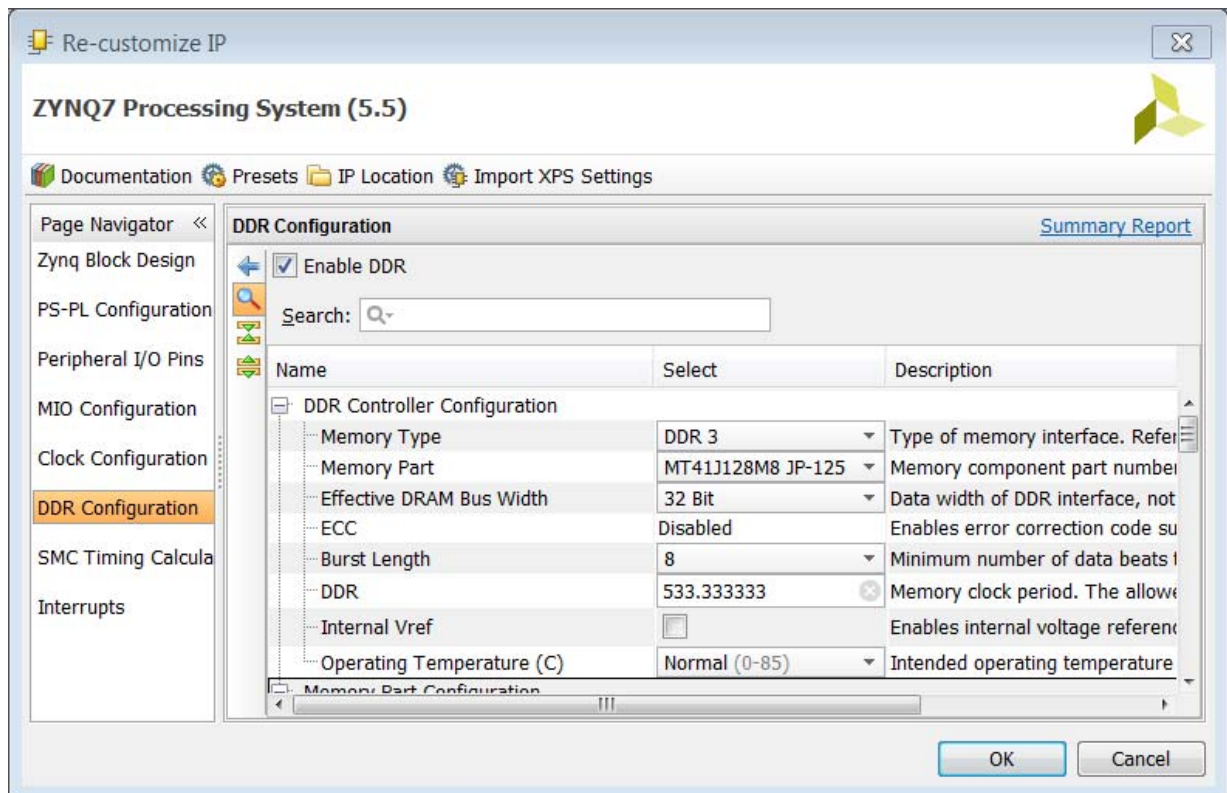 Re-customize IP
ZYNQ7 Processing System (5.5)
Documentation Presets IP Location Import XPS Settings
Page Navigator «
Zynq Block Design
PS-PL Configuration
Peripheral I/O Pins
MIO Configuration
Clock Configuration
DDR Configuration
SMC Timing Calcula
Interrupts
DDR Configuration Summary Report
Enable DDR
Search:
Name Select Description
DDR Controller Configuration
Memory Type DDR 3 Type of memory interface. Refer
Memory Part MT41J128M8 JP-125 Memory component part number
Effective DRAM Bus Width 32 Bit Data width of DDR interface, not
ECC Disabled Enables error correction code su
Burst Length 8 Minimum number of data beats t
DDR 533.333333 Memory clock period. The allowe
Internal Vref Enables internal voltage referenc
Operating Temperature (C) Normal (0-85) Intended operating temperature
Memory Part Configuration
OK Cancel